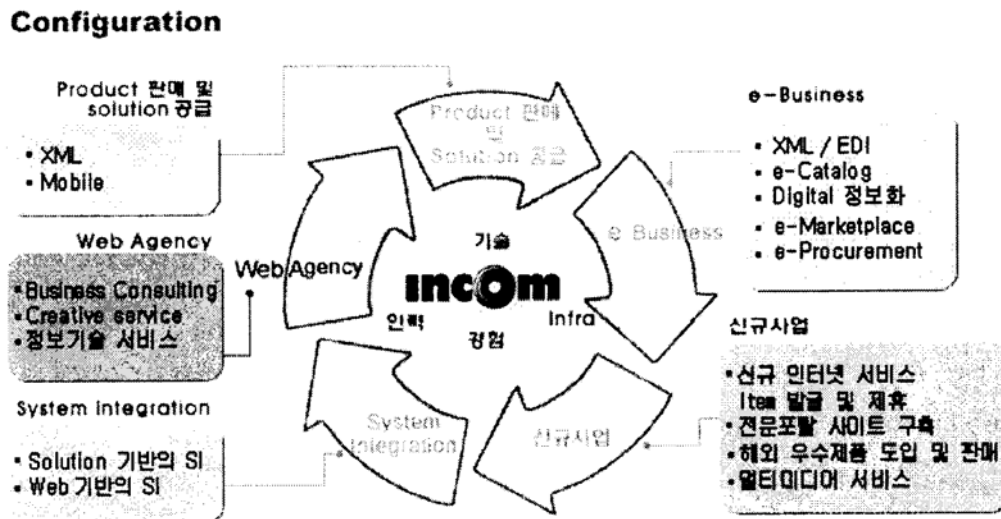 Configuration
Product 판매 및
solution 공급
• XML
• Mobile
Web Agency
• Business Consulting
• Creative service
• 정보기술 서비스
System Integration
• Solution 기반의 SI
• Web 기반의 SI
Product 판매
및
Solution 공급
e Business
신규사업
System
Integration
Web Agency
기술
incom
인력
Infra
경험
e-Business
• XML / EDI
• e-Catalog
• Digital 정보화
• e-Marketplace
• e-Procurement
신규사업
• 신규 인터넷 서비스
Item 발굴 및 제휴
• 전문포탈 사이트 구축
• 해외 우수제품 도입 및 판매
• 멀티미디어 서비스